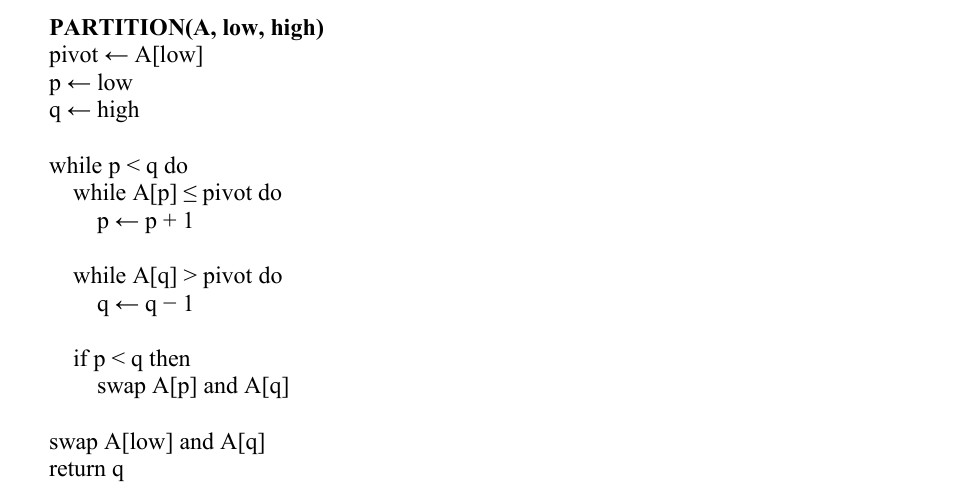 PARTITION(A, low, high)
pivot ← A[low]
p ← low
q ← high
while p < q do
while A[p] ≤ pivot do
p ← p + 1
while A[q] > pivot do
q ← q − 1
if p < q then
swap A[p] and A[q]
swap A[low] and A[q]
return q